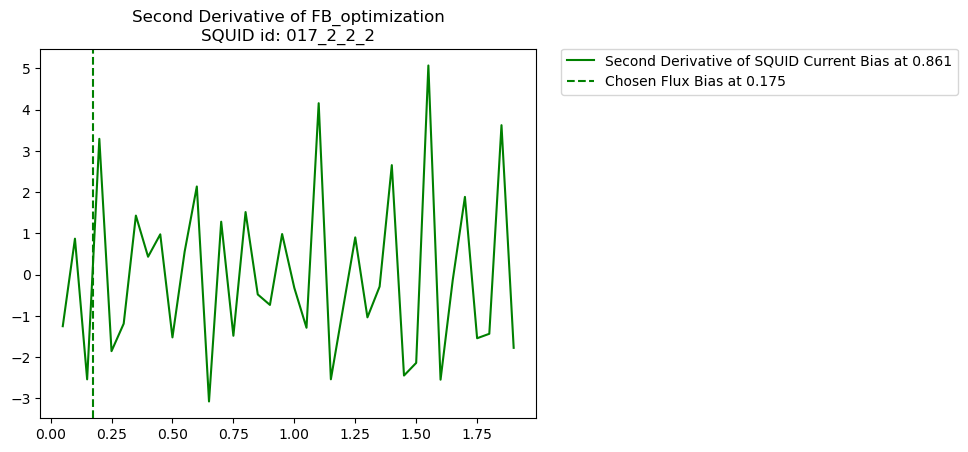 Second Derivative of FB_optimization
SQUID id: 017_2_2_2
Second Derivative of SQUID Current Bias at 0.861
Chosen Flux Bias at 0.175
5
4
3
2
1
0
−1
−2
−3
0.00 0.25 0.50 0.75 1.00 1.25 1.50 1.75